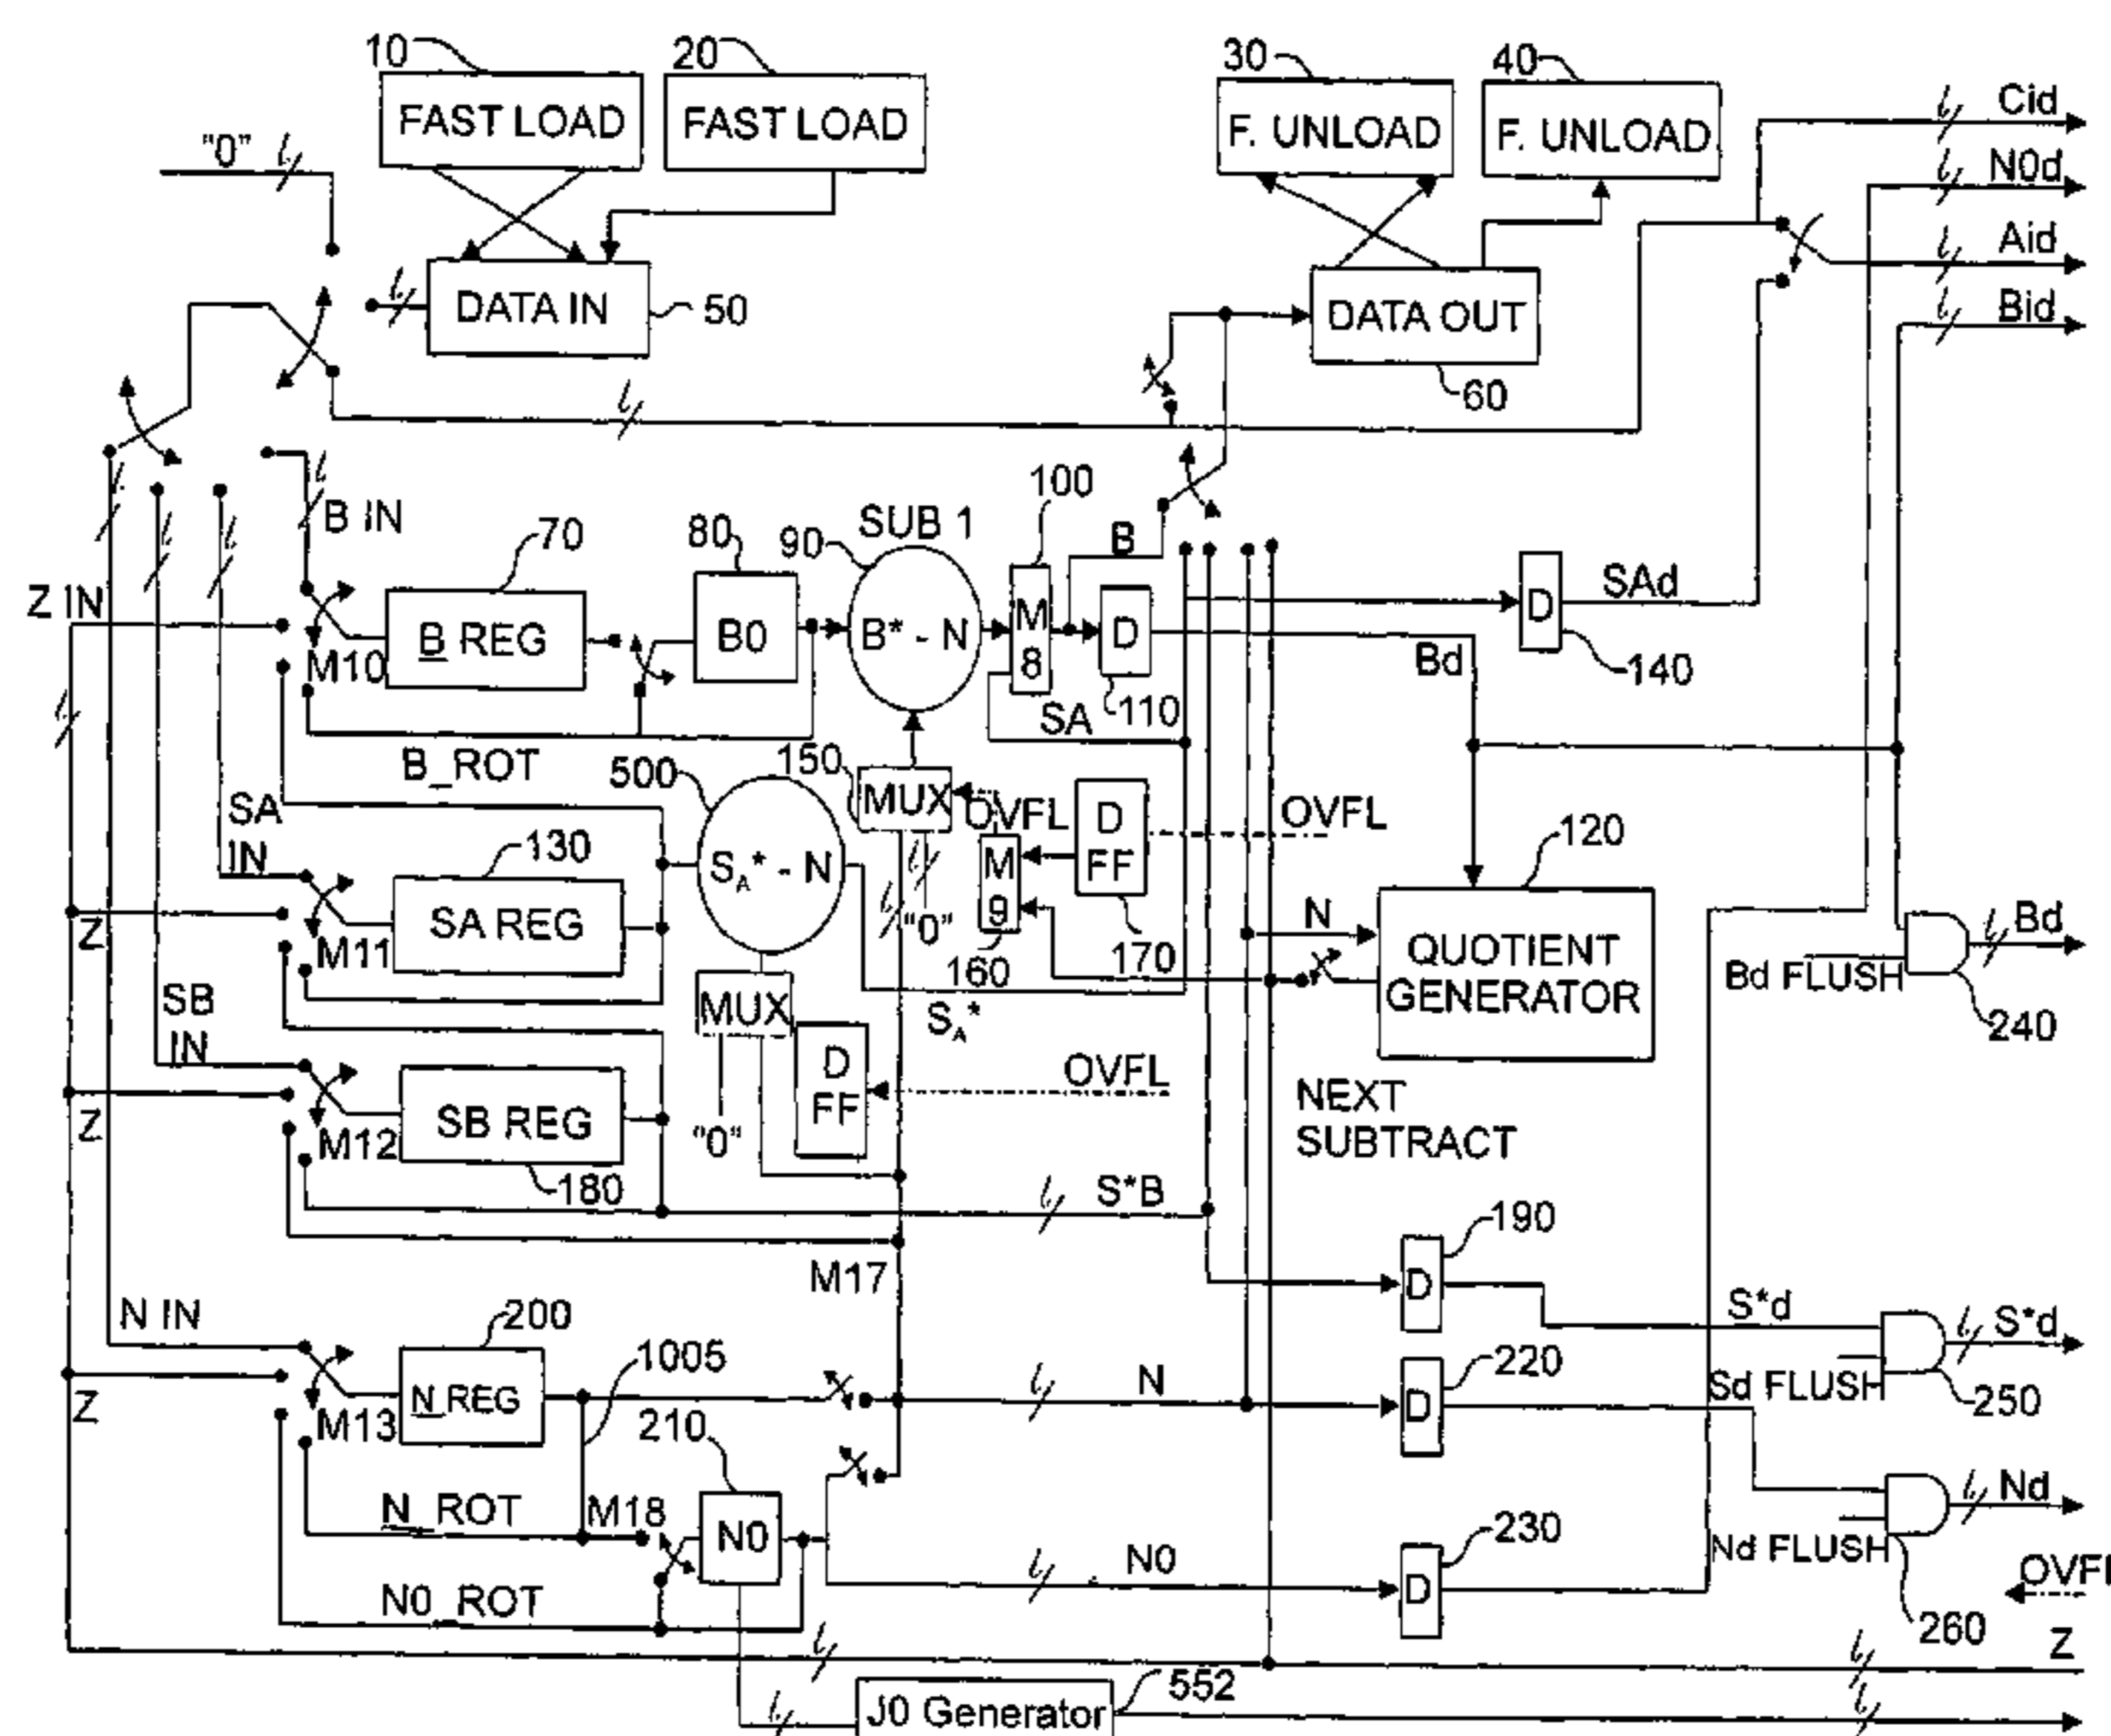 10
20
30
40
FAST LOAD
FAST LOAD
F. UNLOAD
F. UNLOAD
Cid
"0"
N0d
Aid
DATA IN
50
DATA OUT
Bid
60
100
B IN
SUB 1
70
80
90
B
Z IN
B REG
B0
B* - N
M
8
D
SAd
D
M10
Bd
140
SA
110
B_ROT
500
150
SA
IN
MUX
OVFL
D
FF
OVFL
120
130
SA REG
S_A* - N
M
9
"0"
N
QUOTIENT
GENERATOR
Bd
Z
M11
160
170
Bd FLUSH
SB
IN
MUX
S_A*
240
D
FF
OVFL
NEXT
SUBTRACT
SB REG
"0"
Z
M12
180
S*B
190
M17
D
S*d
S*d
N IN
200
1005
N
220
Sd FLUSH
250
N REG
D
Z
M13
210
Nd
N_ROT
M18
N0
230
Nd FLUSH
N0
D
OVFL
N0_ROT
260
Z
552
J0 Generator
l